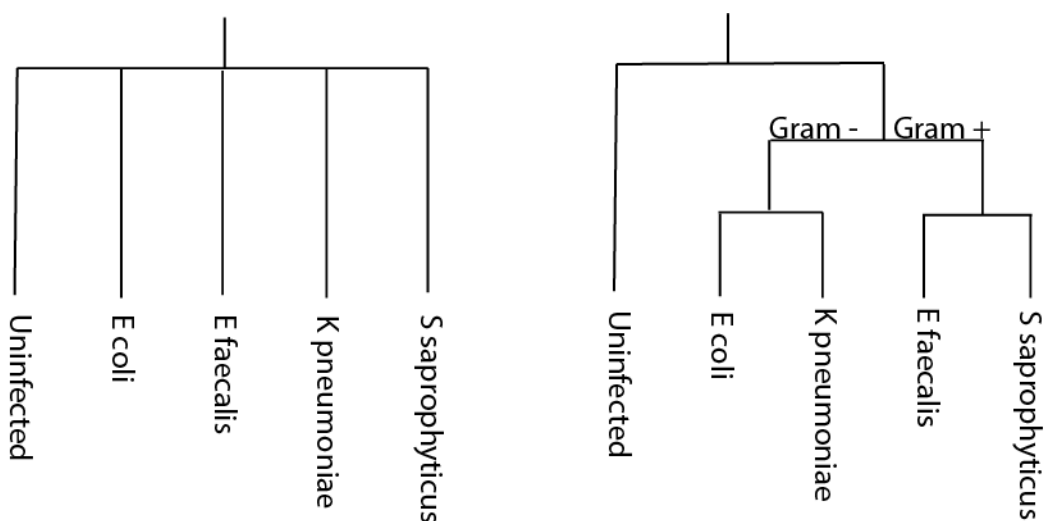 Uninfected
E coli
E faecalis
K pneumoniae
S saprophyticus
Gram -
Gram +
Uninfected
E coli
K pneumoniae
E faecalis
S saprophyticus